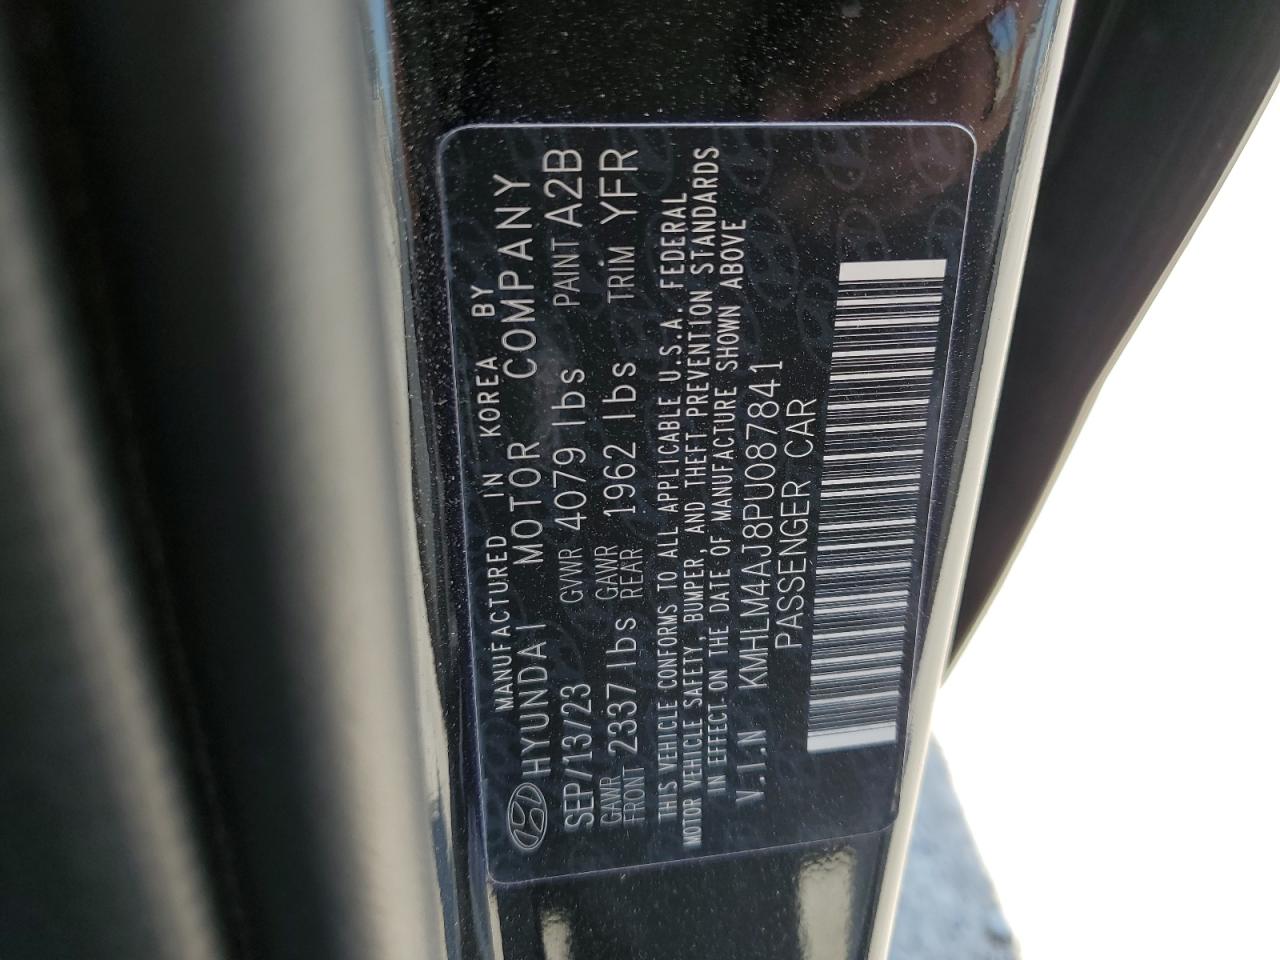 MANUFACTURED IN KOREA BY
HYUNDAI MOTOR COMPANY
SEP/13/23 GVWR 4079 lbs PAINT A2B
GAWR FRONT 2337 lbs GAWR REAR 1962 lbs TRIM YFR
THIS VEHICLE CONFORMS TO ALL APPLICABLE U.S.A. FEDERAL
MOTOR VEHICLE SAFETY, BUMPER, AND THEFT PREVENTION STANDARDS
IN EFFECT ON THE DATE OF MANUFACTURE SHOWN ABOVE
V.I.N KMHLM4AJ8PU087841
PASSENGER CAR